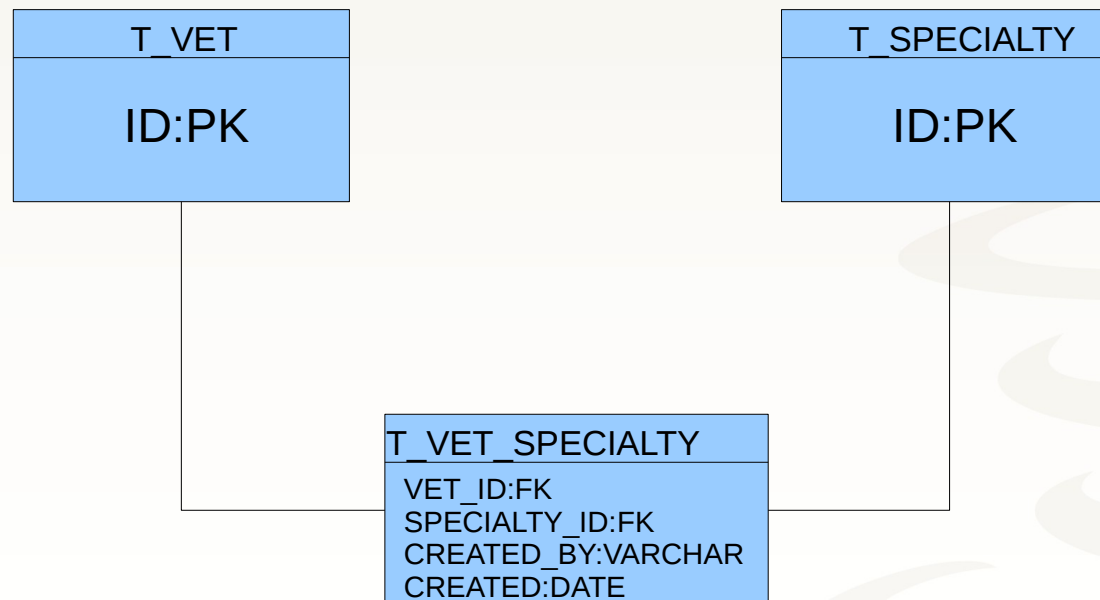 T_VET
ID:PK
T_SPECIALTY
ID:PK
T_VET_SPECIALTY
VET_ID:FK
SPECIALTY_ID:FK
CREATED_BY:VARCHAR
CREATED:DATE